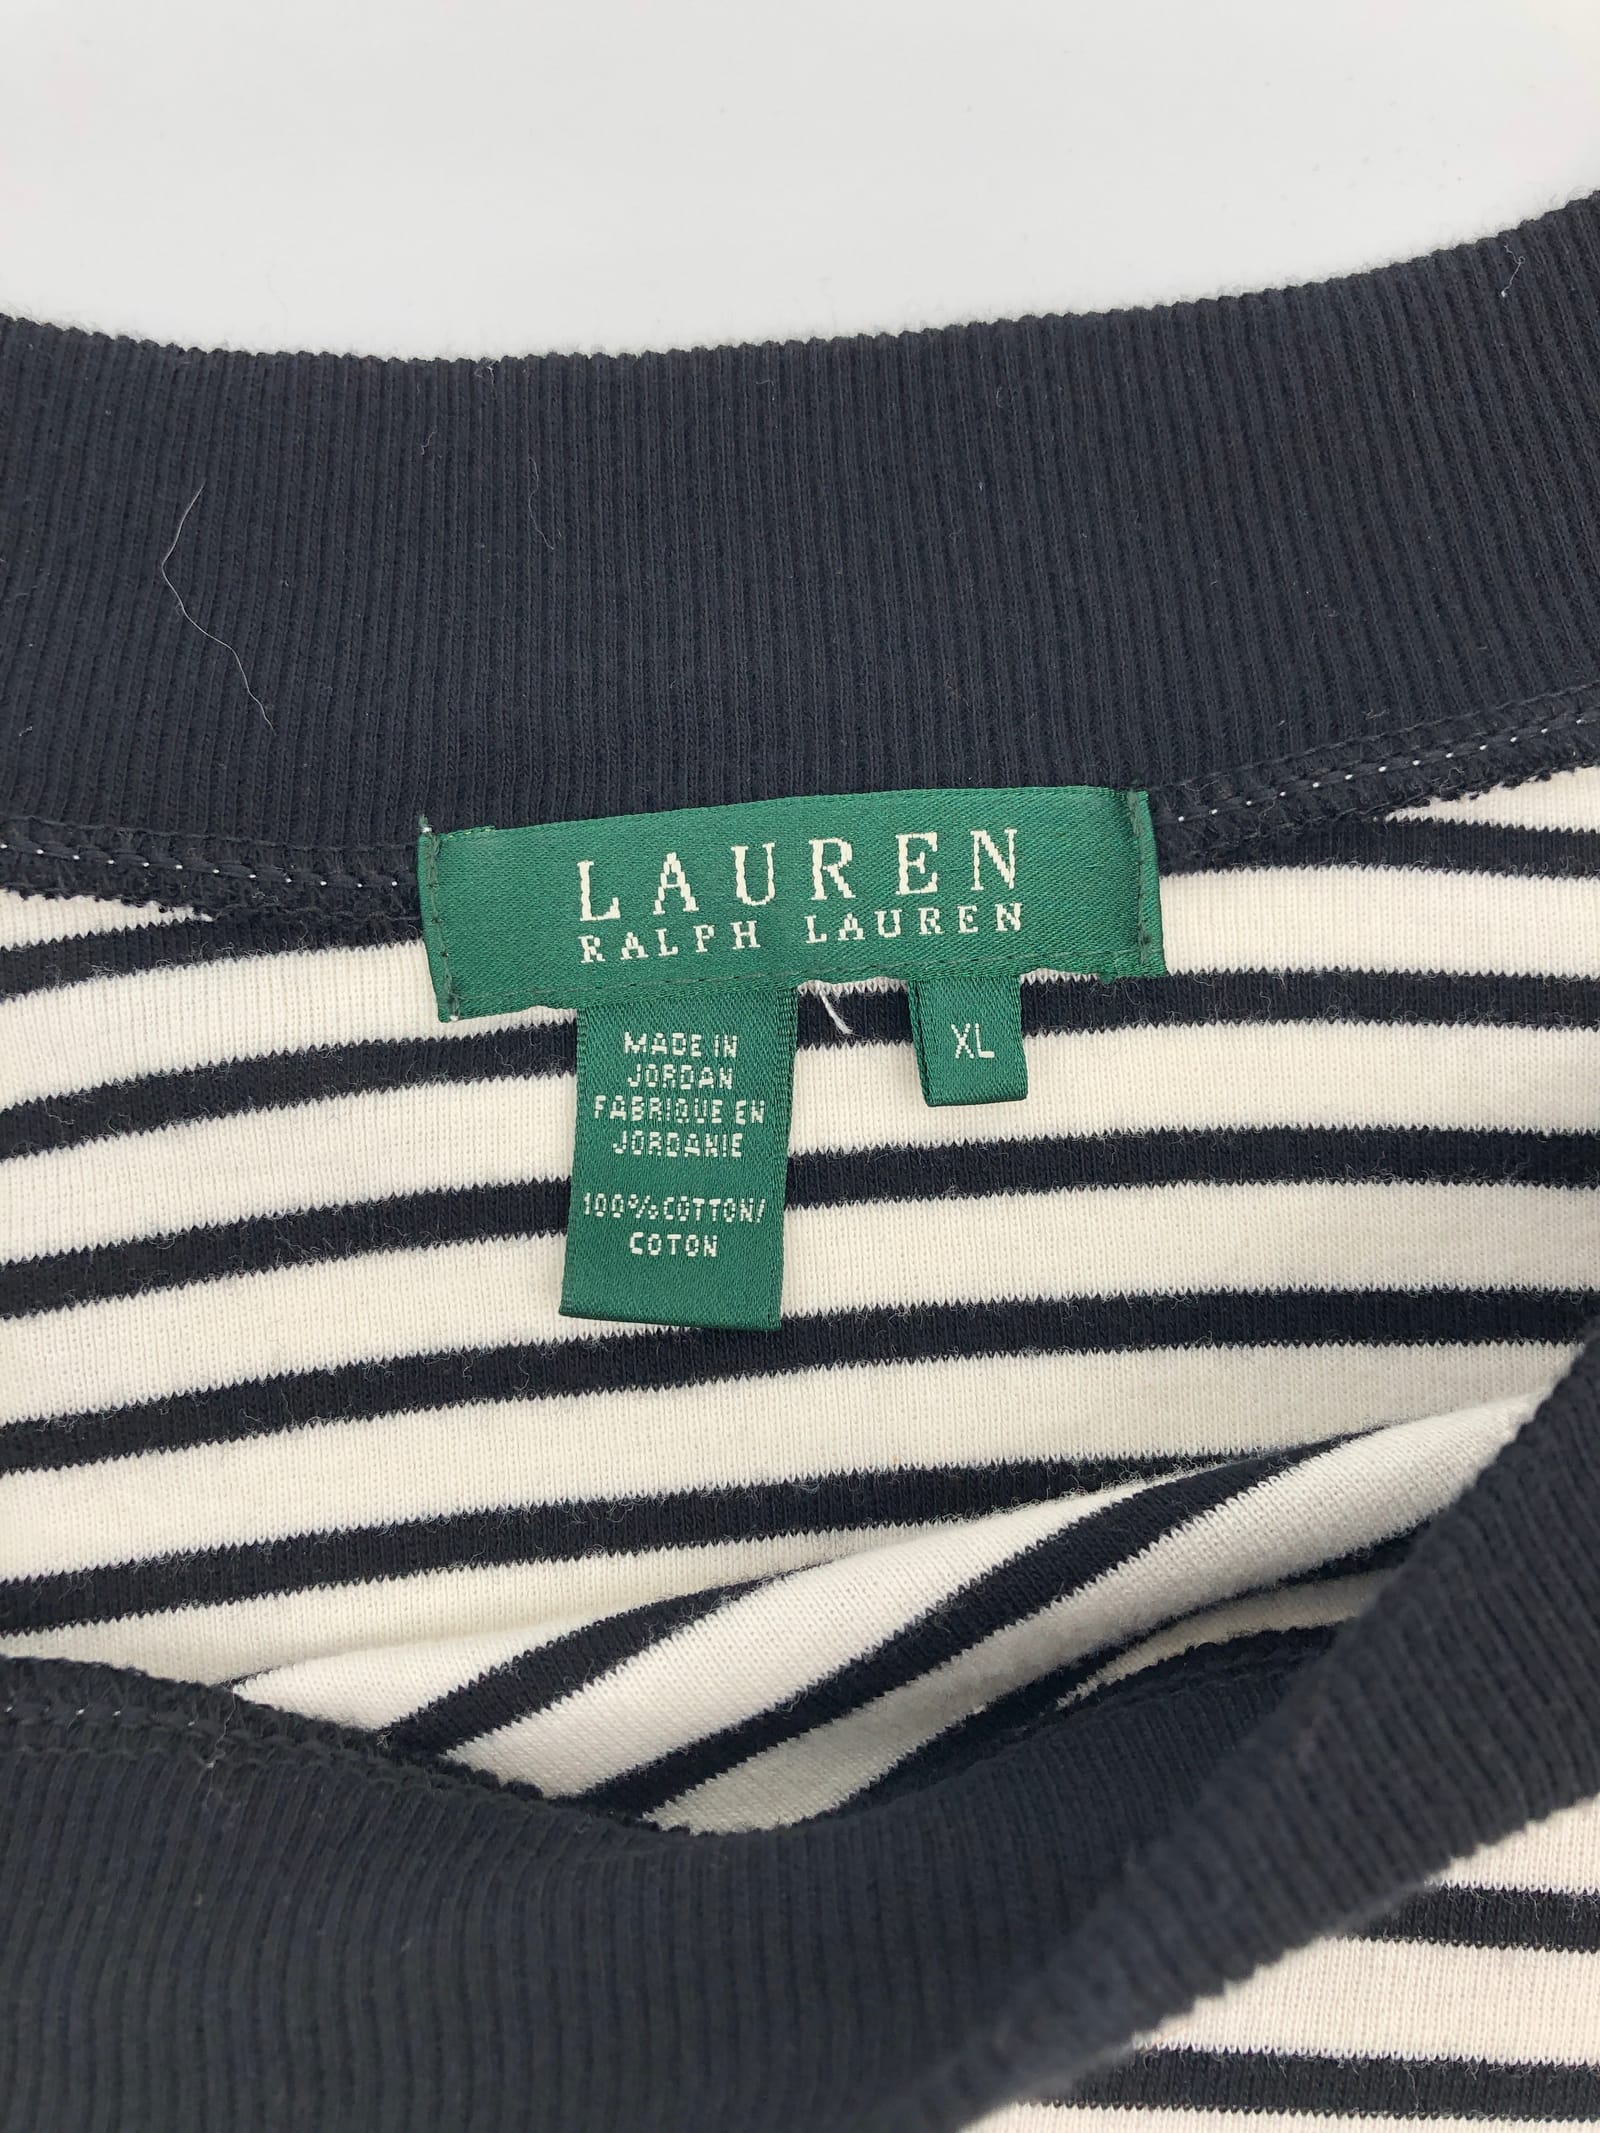 LAUREN
RALPH LAUREN
XL
MADE IN
JORDAN
FABRIQUE EN
JORDANIE
100% COTTON/
COTON